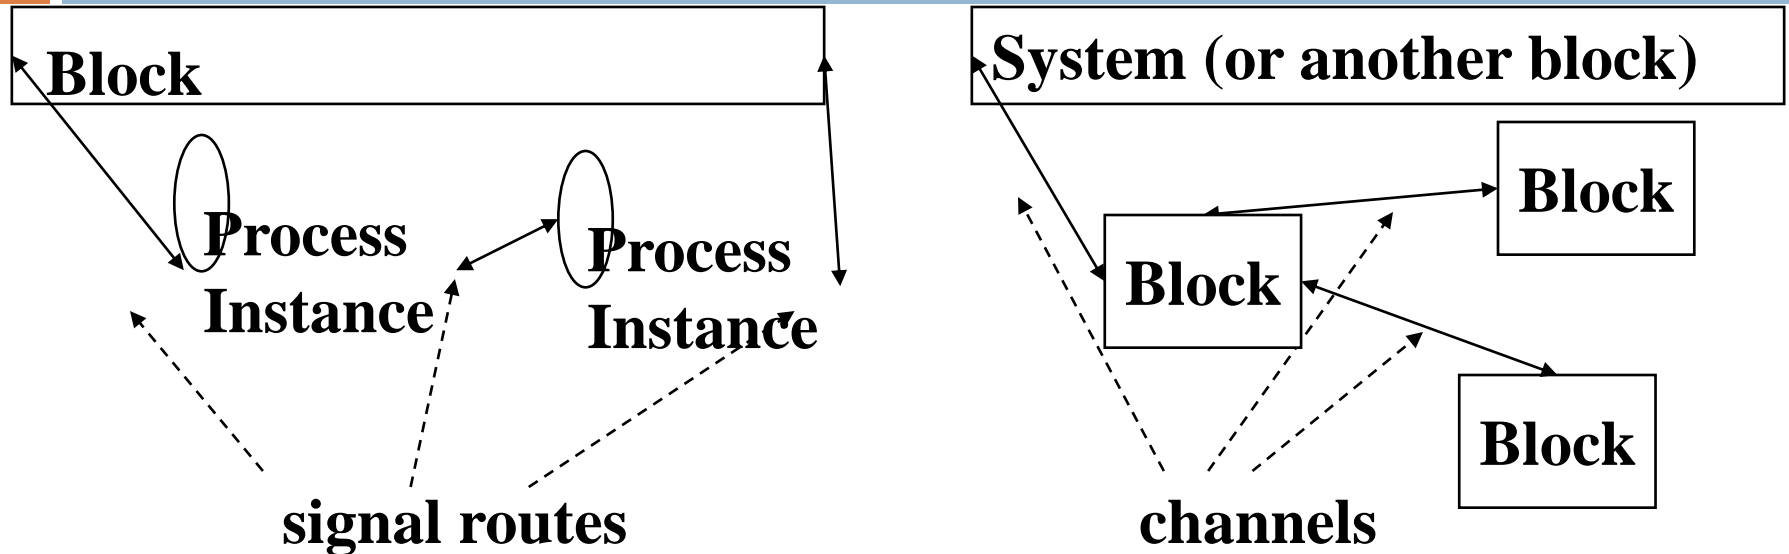 Block
Process
Instance
Process
Instance
signal routes
System (or another block)
Block
Block
Block
channels